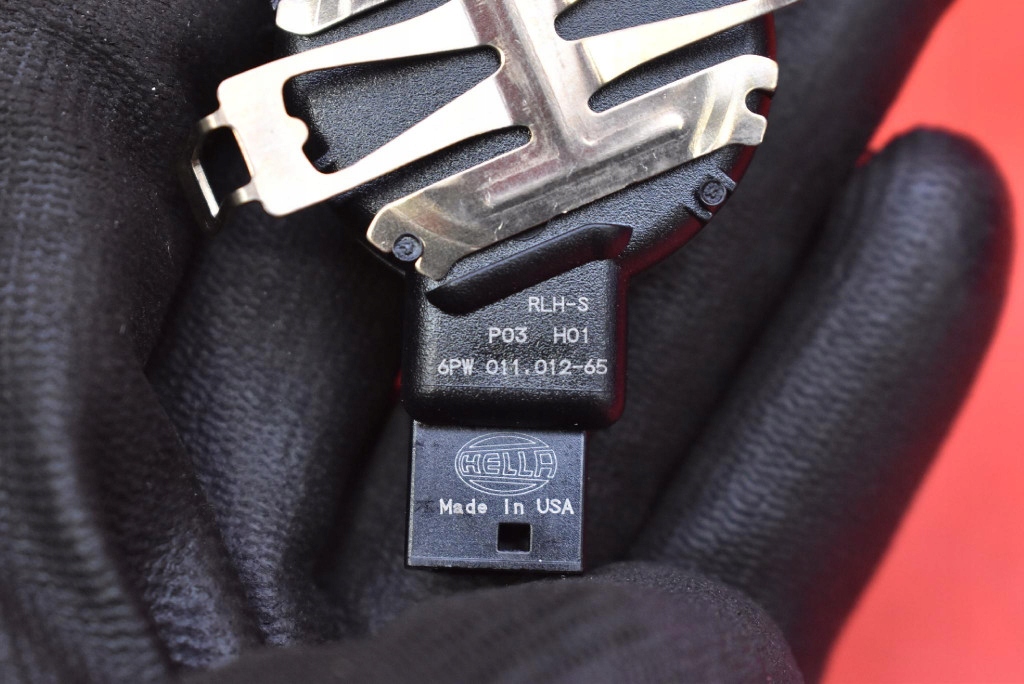 RLH-S
P03 H01
6PW 011.012-65
HELLA
Made In USA